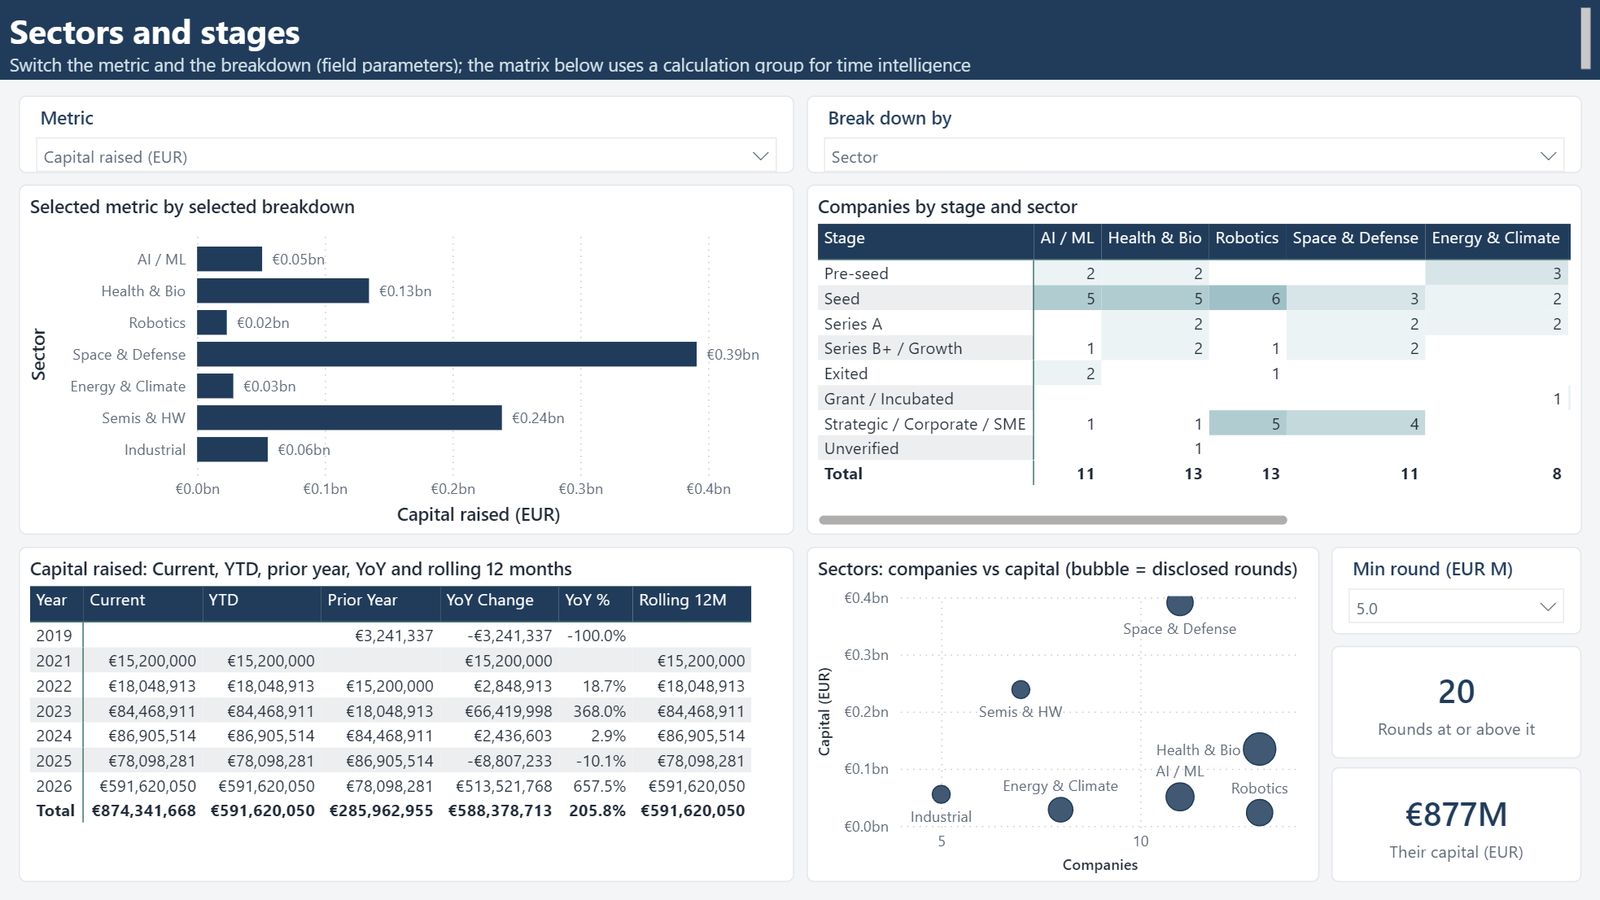 Sectors and stages
Switch the metric and the breakdown (field parameters); the matrix below uses a calculation group for time intelligence
Metric
Capital raised (EUR)
Break down by
Sector
Selected metric by selected breakdown
Sector
AI / ML €0.05bn
Health & Bio €0.13bn
Robotics €0.02bn
Space & Defense €0.39bn
Energy & Climate €0.03bn
Semis & HW €0.24bn
Industrial €0.06bn
€0.0bn €0.1bn €0.2bn €0.3bn €0.4bn
Capital raised (EUR)
Companies by stage and sector
Stage AI / ML Health & Bio Robotics Space & Defense Energy & Climate
Pre-seed 2 2 3
Seed 5 5 6 3 2
Series A 2 2 2
Series B+ / Growth 1 2 1 2
Exited 2 1
Grant / Incubated 1
Strategic / Corporate / SME 1 1 5 4
Unverified 1
Total 11 13 13 11 8
Capital raised: Current, YTD, prior year, YoY and rolling 12 months
Year Current YTD Prior Year YoY Change YoY % Rolling 12M
2019 €3,241,337 -€3,241,337 -100.0%
2021 €15,200,000 €15,200,000 €15,200,000 €15,200,000
2022 €18,048,913 €18,048,913 €15,200,000 €2,848,913 18.7% €18,048,913
2023 €84,468,911 €84,468,911 €18,048,913 €66,419,998 368.0% €84,468,911
2024 €86,905,514 €86,905,514 €84,468,911 €2,436,603 2.9% €86,905,514
2025 €78,098,281 €78,098,281 €86,905,514 -€8,807,233 -10.1% €78,098,281
2026 €591,620,050 €591,620,050 €78,098,281 €513,521,768 657.5% €591,620,050
Total €874,341,668 €591,620,050 €285,962,955 €588,378,713 205.8% €591,620,050
Sectors: companies vs capital (bubble = disclosed rounds)
Capital (EUR)
€0.4bn
Space & Defense
€0.3bn
€0.2bn
Semis & HW
Health & Bio
€0.1bn
AI / ML
Energy & Climate
Robotics
Industrial
€0.0bn
5 10
Companies
Min round (EUR M)
5.0
20
Rounds at or above it
€877M
Their capital (EUR)